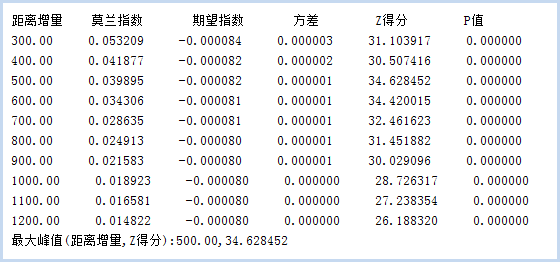 距离增量 莫兰指数 期望指数 方差 Z得分 P值
300.00 0.053209 -0.000084 0.000003 31.103917 0.000000
400.00 0.041877 -0.000082 0.000002 30.507416 0.000000
500.00 0.039895 -0.000082 0.000001 34.628452 0.000000
600.00 0.034306 -0.000081 0.000001 34.420015 0.000000
700.00 0.028635 -0.000081 0.000001 32.461623 0.000000
800.00 0.024913 -0.000080 0.000001 31.451882 0.000000
900.00 0.021583 -0.000080 0.000001 30.029096 0.000000
1000.00 0.018923 -0.000080 0.000000 28.726317 0.000000
1100.00 0.016581 -0.000080 0.000000 27.238354 0.000000
1200.00 0.014822 -0.000080 0.000000 26.188320 0.000000
最大峰值(距离增量,Z得分):500.00,34.628452